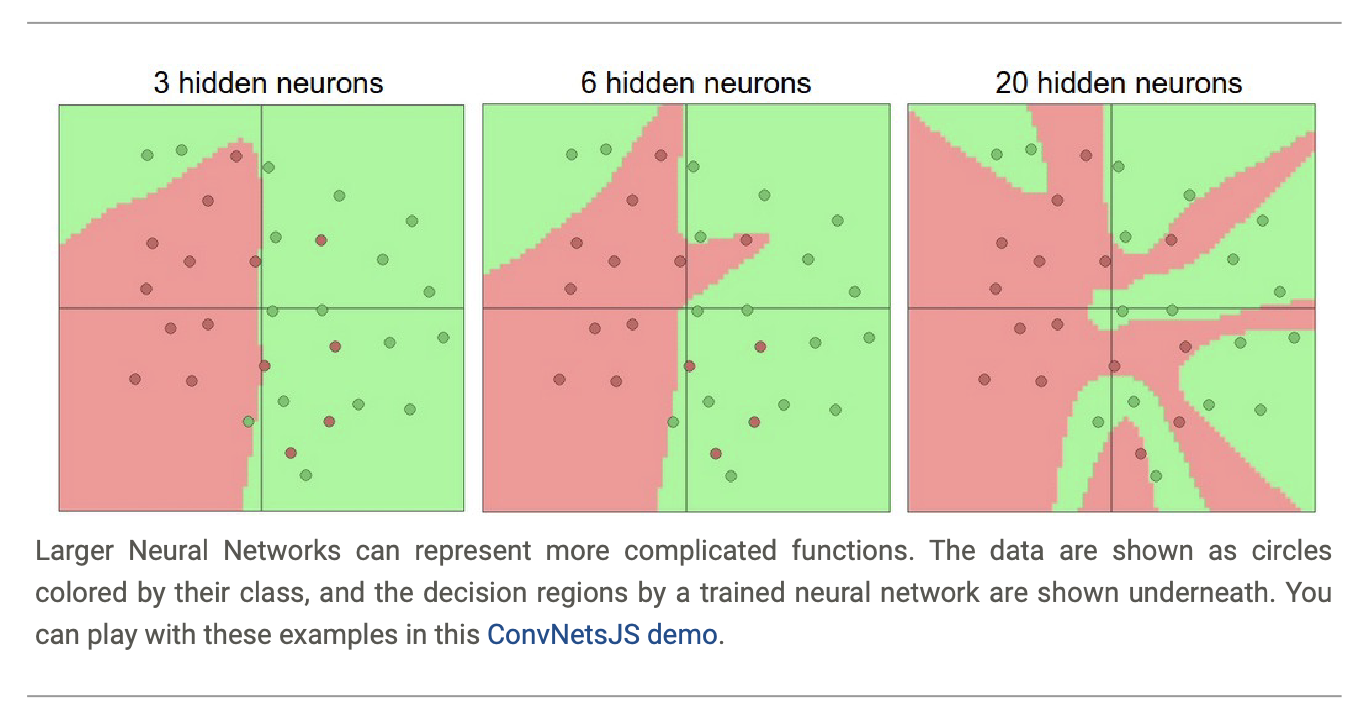 3 hidden neurons
6 hidden neurons
20 hidden neurons
Larger Neural Networks can represent more complicated functions. The data are shown as circles
colored by their class, and the decision regions by a trained neural network are shown underneath. You
can play with these examples in this ConvNetsJS demo.